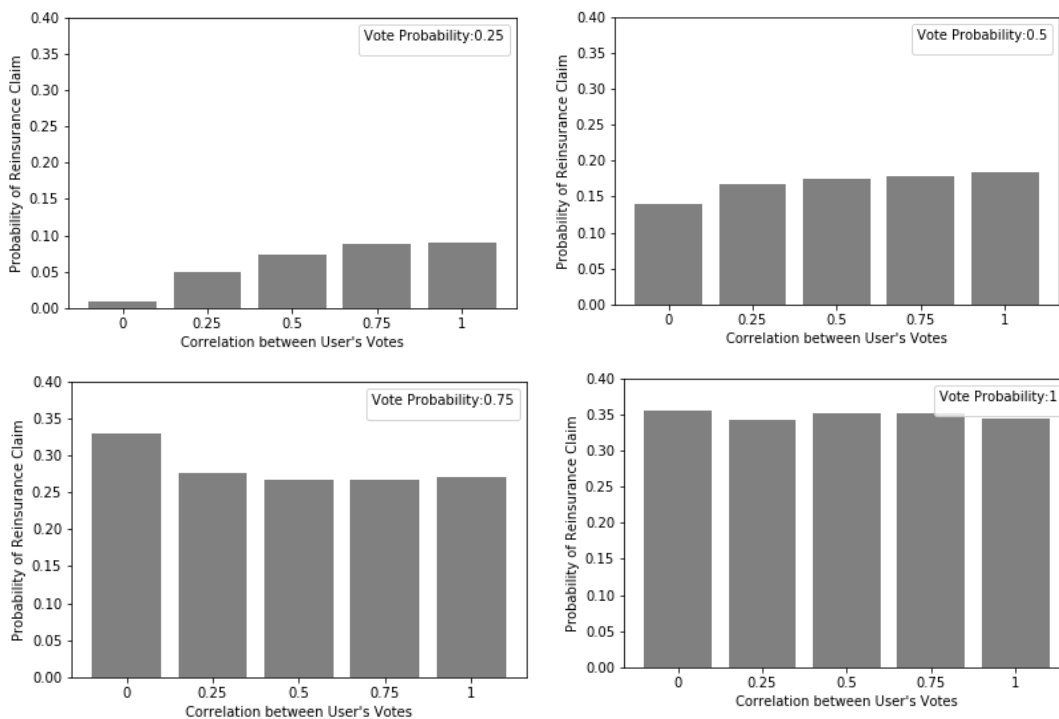 Vote Probability:0.25
0.40
0.35
0.30
0.25
0.20
0.15
0.10
0.05
0.00
Probability of Reinsurance Claim
0 0.25 0.5 0.75 1
Correlation between User's Votes
Vote Probability:0.5
0.40
0.35
0.30
0.25
0.20
0.15
0.10
0.05
0.00
Probability of Reinsurance Claim
0 0.25 0.5 0.75 1
Correlation between User's Votes
Vote Probability:0.75
0.40
0.35
0.30
0.25
0.20
0.15
0.10
0.05
0.00
Probability of Reinsurance Claim
0 0.25 0.5 0.75 1
Correlation between User's Votes
Vote Probability:1
0.40
0.35
0.30
0.25
0.20
0.15
0.10
0.05
0.00
Probability of Reinsurance Claim
0 0.25 0.5 0.75 1
Correlation between User's Votes